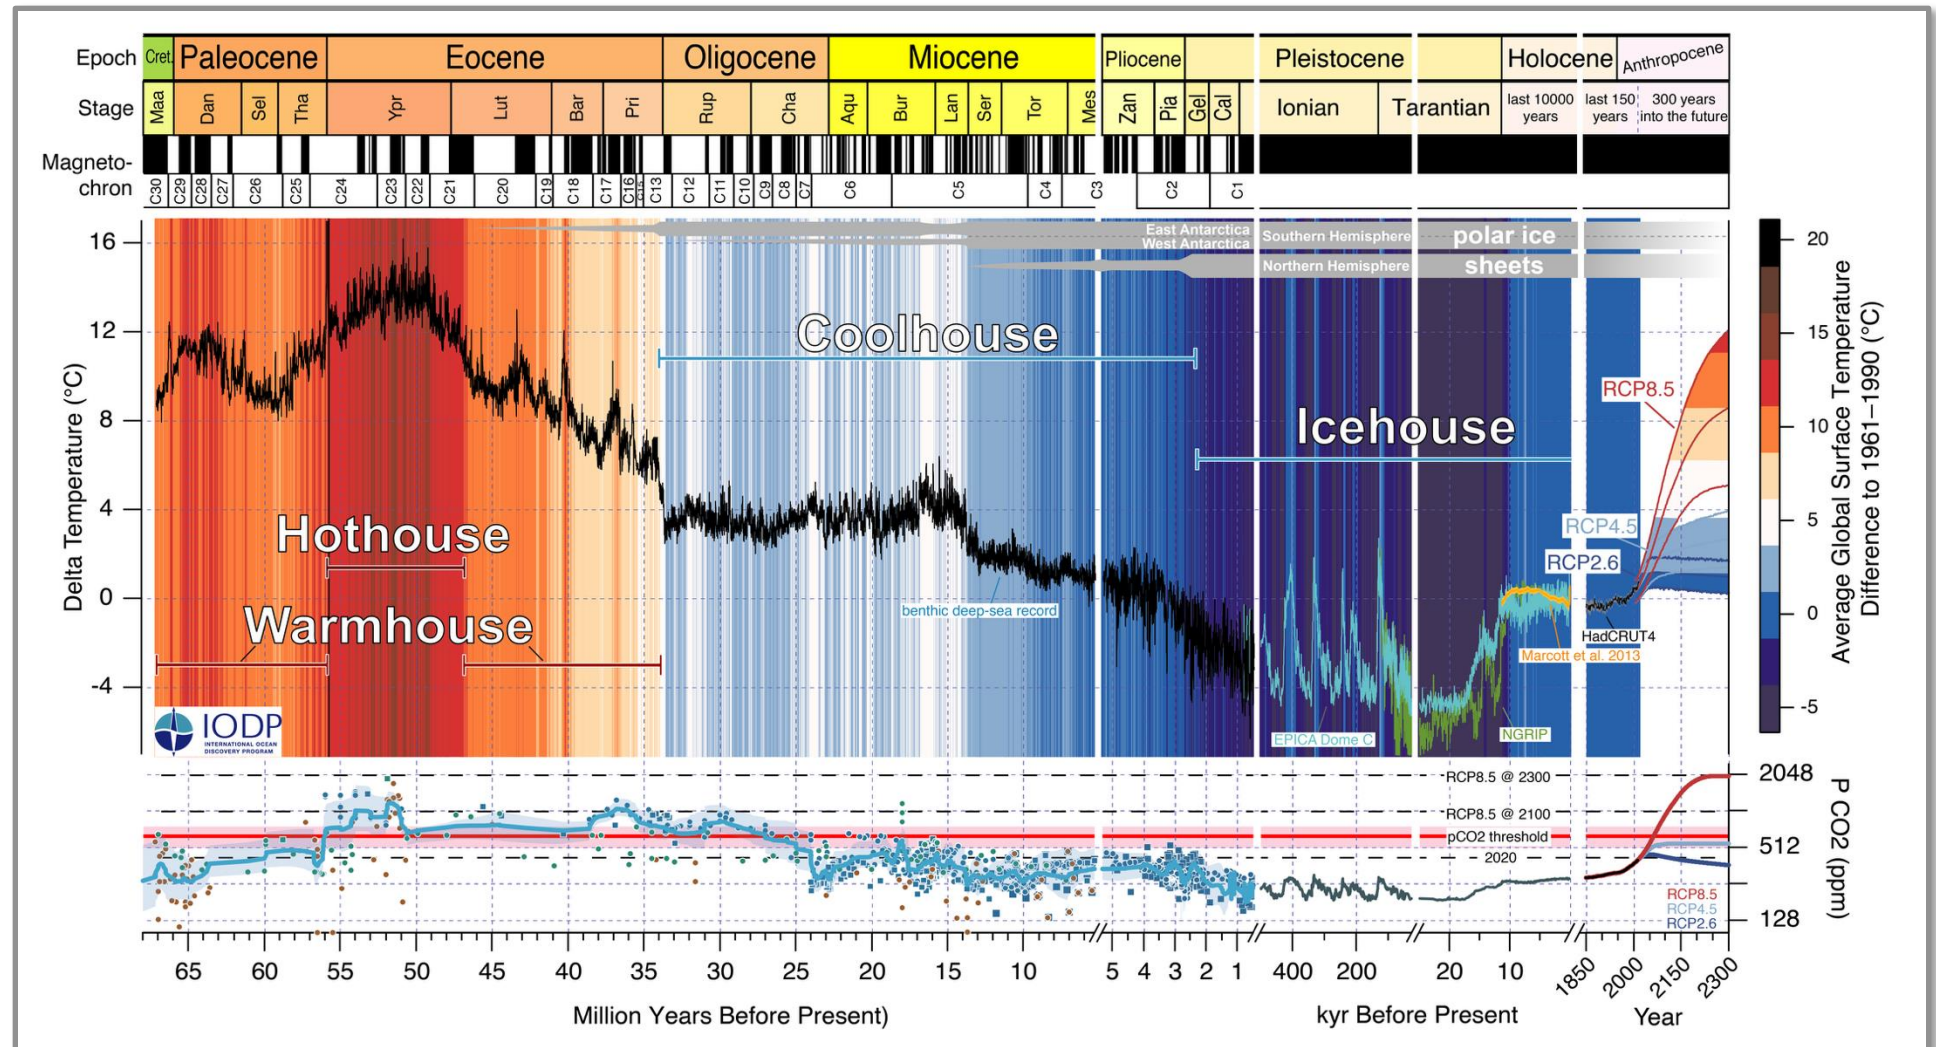 Epoch Cret. Paleocene Eocene Oligocene Miocene Pliocene Pleistocene Holocene Anthropocene
Stage Maa Dan Sel Tha Ypr Lut Bar Pri Rup Cha Aqu Bur Lan Ser Tor Mes Zan Pia Gel Cal Ionian Tarantian
last 10000
years
last 150
years
300 years
into the future
Magneto-
chron
C30 C29 C28 C27 C26 C25 C24 C23 C22 C21 C20 C19 C18 C17 C16 C15 C13 C12 C11 C10 C9 C8 C7 C6 C5 C4 C3 C2 C1
Delta Temperature (°C)
16
12
8
4
0
-4
East Antarctica
West Antarctica
Southern Hemisphere
Northern Hemisphere
polar ice
sheets
Coolhouse
Icehouse
Hothouse
Warmhouse
benthic deep-sea record
RCP8.5
RCP4.5
RCP2.6
HadCRUT4
Marcott et al. 2013
EPICA Dome C
NGRIP
IODP
INTERNATIONAL OCEAN
DISCOVERY PROGRAM
20
15
10
5
0
-5
Average Global Surface Temperature
Difference to 1961–1990 (°C)
RCP8.5 @ 2300
RCP8.5 @ 2100
pCO2 threshold
2020
RCP8.5
RCP4.5
RCP2.6
2048
512
128
P CO2 (ppm)
65 60 55 50 45 40 35 30 25 20 15 10 5 4 3 2 1 400 200 20 10 1850 2000 2150 2300
Million Years Before Present)
kyr Before Present
Year